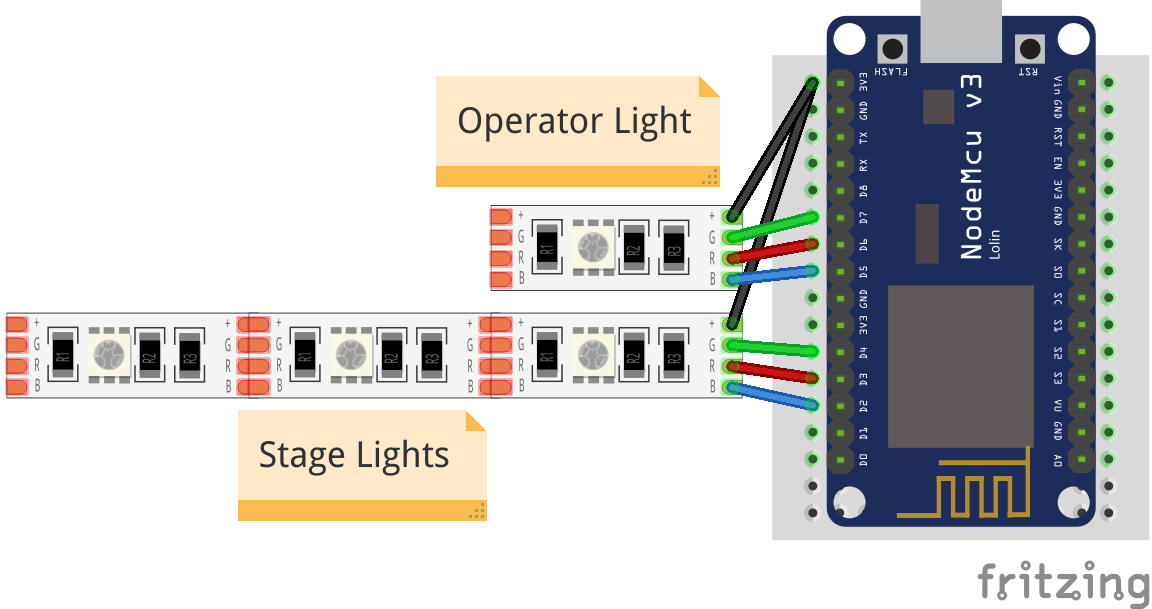 FLASH
RST
NodeMcu v3
Lolin
3V3
GND
TX
RX
D8
D7
D6
D5
GND
3V3
D4
D3
D2
D1
D0
Vin
GND
RST
EN
3V3
GND
SK
SO
SC
S1
S2
S3
VU
GND
A0
Operator Light
+
G
R
B
R1
R2
R3
+
G
R
B
+
G
R
B
R1
R2
R3
+
G
R
B
R1
R2
R3
+
G
R
B
R1
R2
R3
+
G
R
B
Stage Lights
fritzing